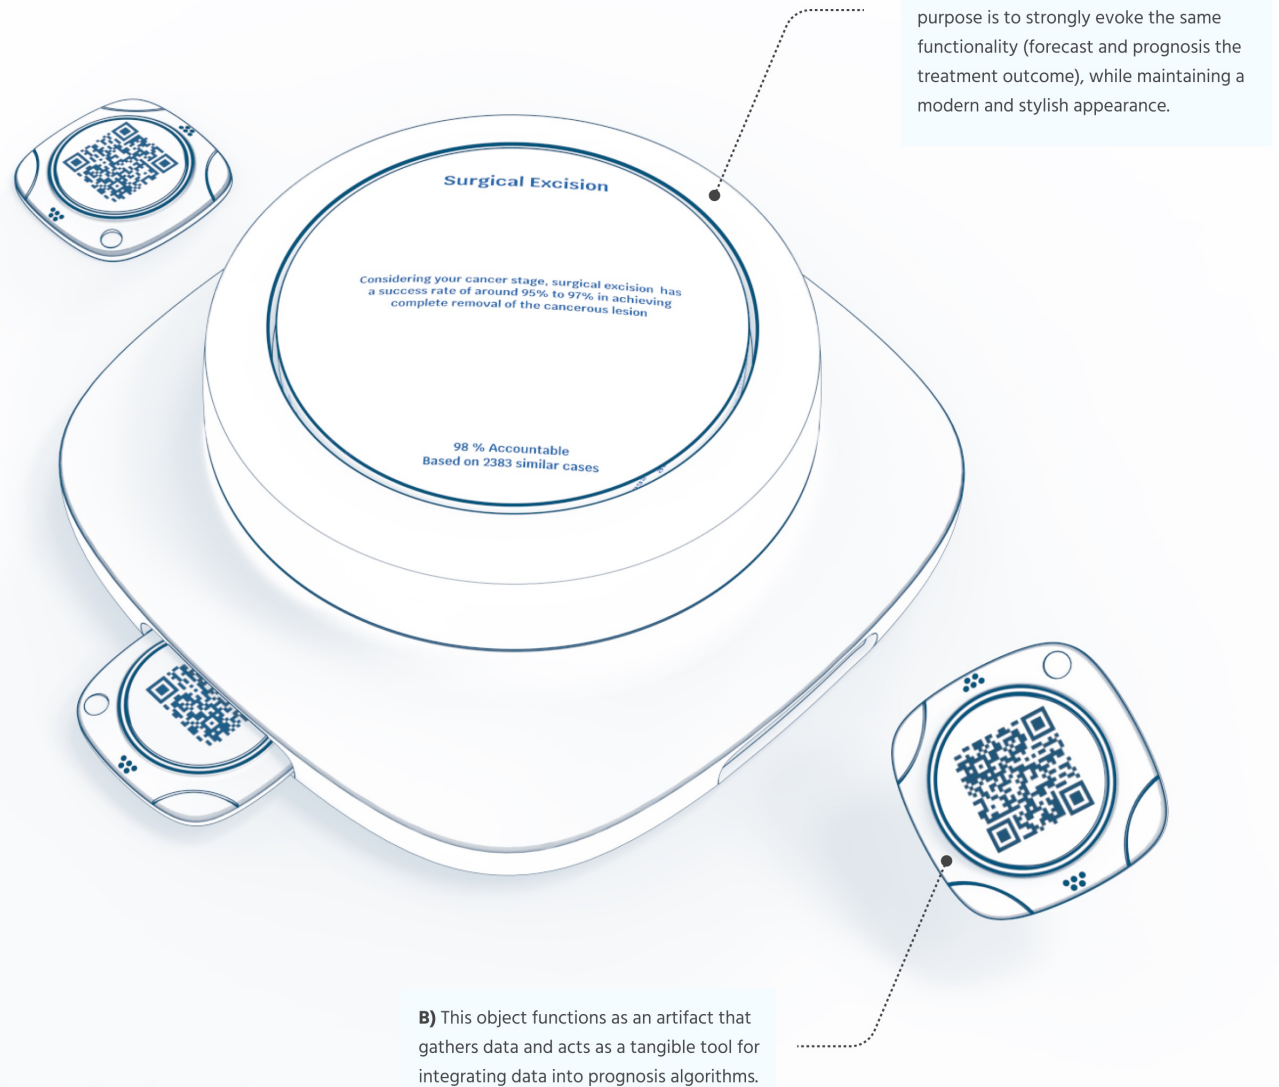 purpose is to strongly evoke the same
functionality (forecast and prognosis the
treatment outcome), while maintaining a
modern and stylish appearance.
Surgical Excision
Considering your cancer stage, surgical excision has
a success rate of around 95% to 97% in achieving
complete removal of the cancerous lesion
98 % Accountable
Based on 2383 similar cases
B) This object functions as an artifact that
gathers data and acts as a tangible tool for
integrating data into prognosis algorithms.